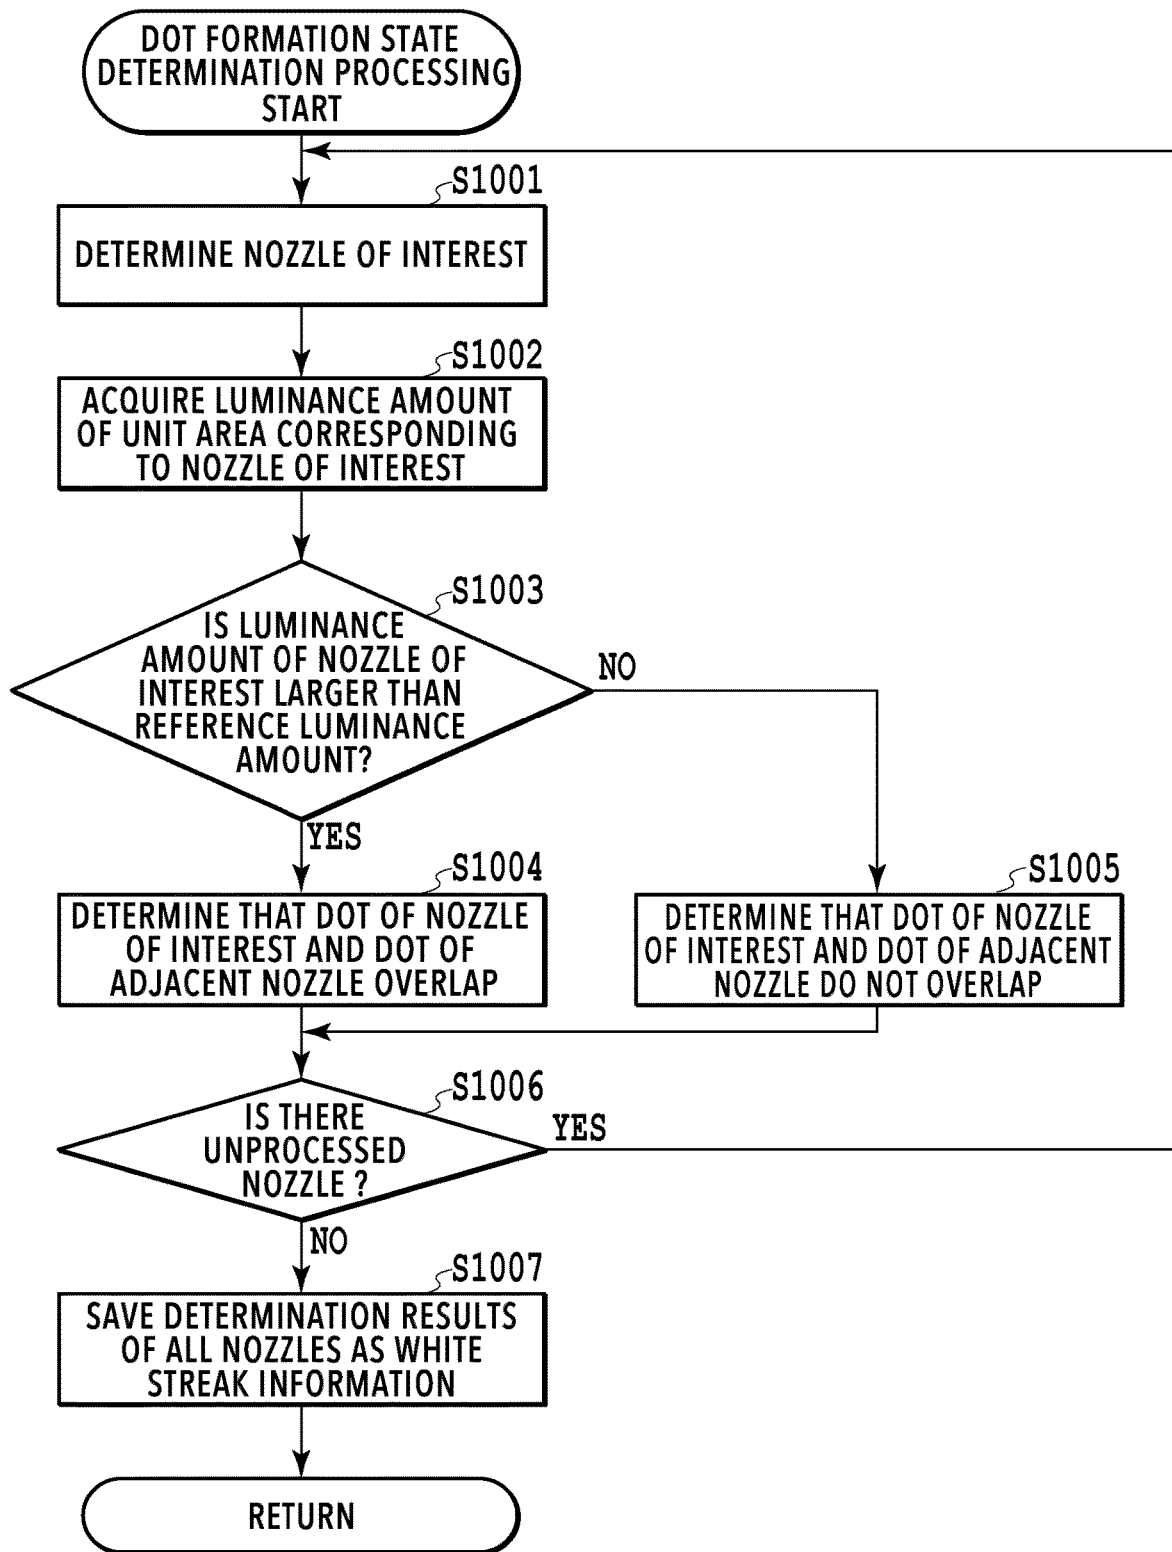 DOT FORMATION STATE
DETERMINATION PROCESSING
START
S1001
DETERMINE NOZZLE OF INTEREST
S1002
ACQUIRE LUMINANCE AMOUNT
OF UNIT AREA CORRESPONDING
TO NOZZLE OF INTEREST
S1003
IS LUMINANCE
AMOUNT OF NOZZLE OF
INTEREST LARGER THAN
REFERENCE LUMINANCE
AMOUNT?
NO
YES
S1004
DETERMINE THAT DOT OF NOZZLE
OF INTEREST AND DOT OF
ADJACENT NOZZLE OVERLAP
S1005
DETERMINE THAT DOT OF NOZZLE
OF INTEREST AND DOT OF ADJACENT
NOZZLE DO NOT OVERLAP
S1006
IS THERE
UNPROCESSED
NOZZLE ?
YES
NO
S1007
SAVE DETERMINATION RESULTS
OF ALL NOZZLES AS WHITE
STREAK INFORMATION
RETURN